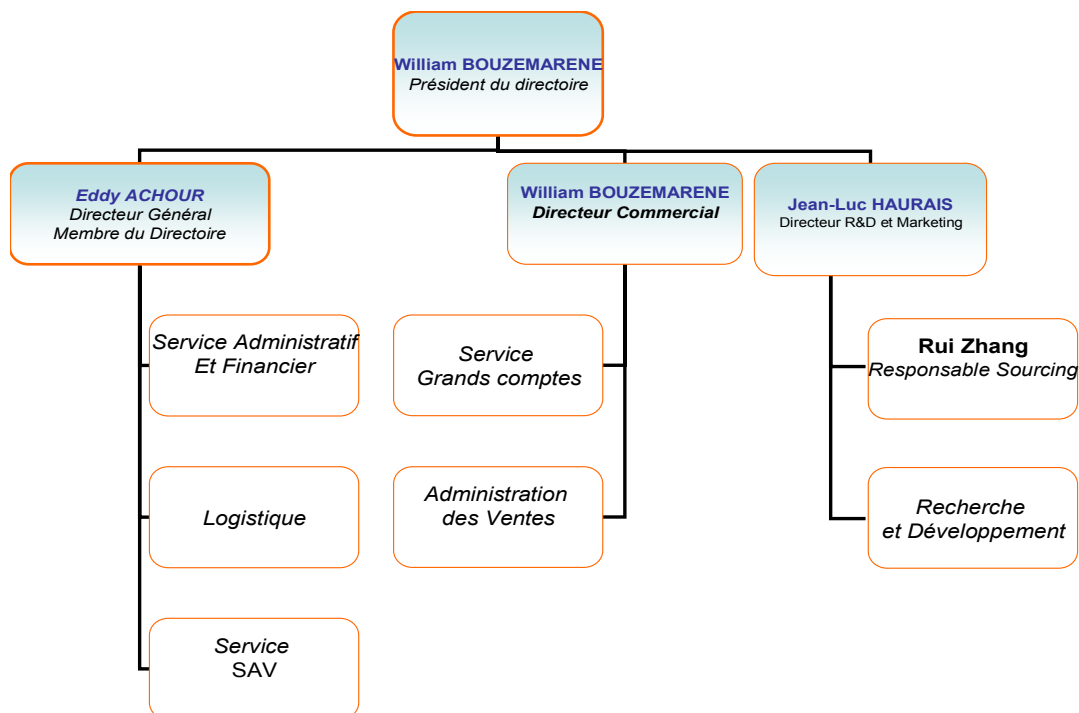 William BOUZEMARENE
Président du directoire
Eddy ACHOUR
Directeur Général
Membre du Directoire
William BOUZEMARENE
Directeur Commercial
Jean-Luc HAURAIS
Directeur R&D et Marketing
Service Administratif
Et Financier
Service
Grands comptes
Rui Zhang
Responsable Sourcing
Logistique
Administration
des Ventes
Recherche
et Développement
Service
SAV